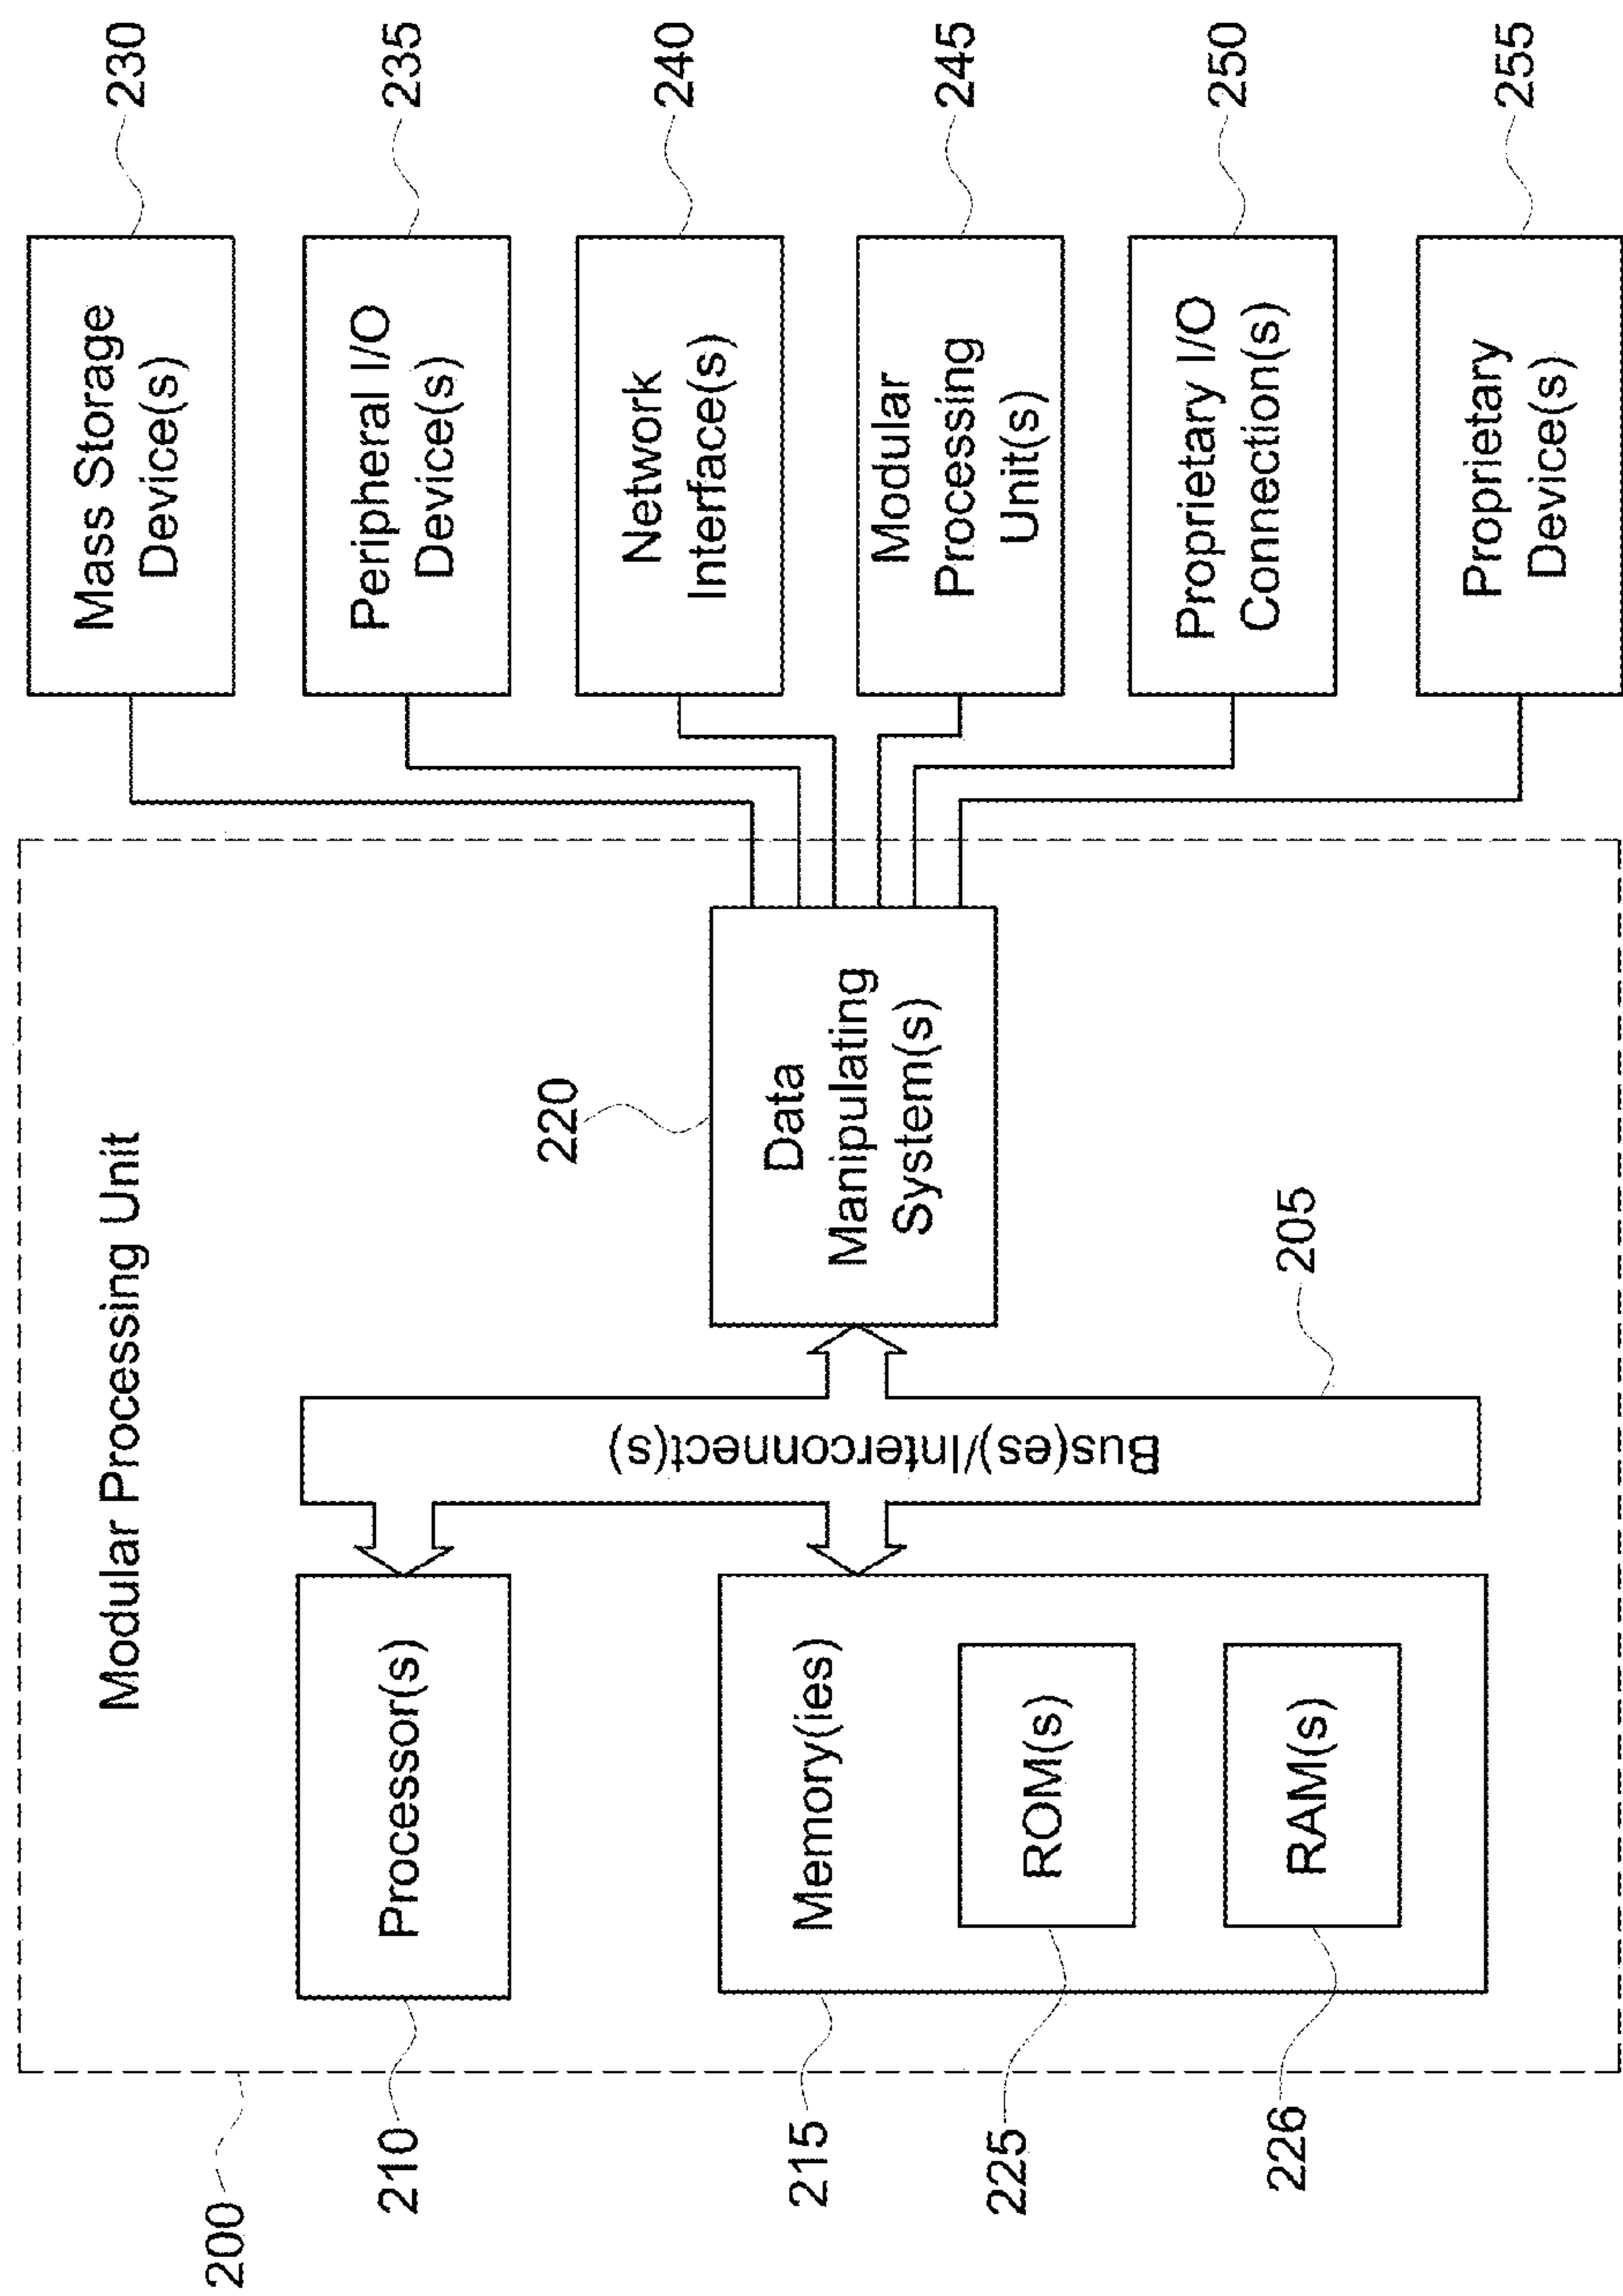 Modular Processing Unit
200
Processor(s)
210
Memory(ies)
215
ROM(s)
225
RAM(s)
226
Bus(es)/Interconnect(s)
205
Data
Manipulating
System(s)
220
Mass Storage
Device(s)
230
Peripheral I/O
Device(s)
235
Network
Interface(s)
240
Modular
Processing
Unit(s)
245
Proprietary I/O
Connection(s)
250
Proprietary
Device(s)
255